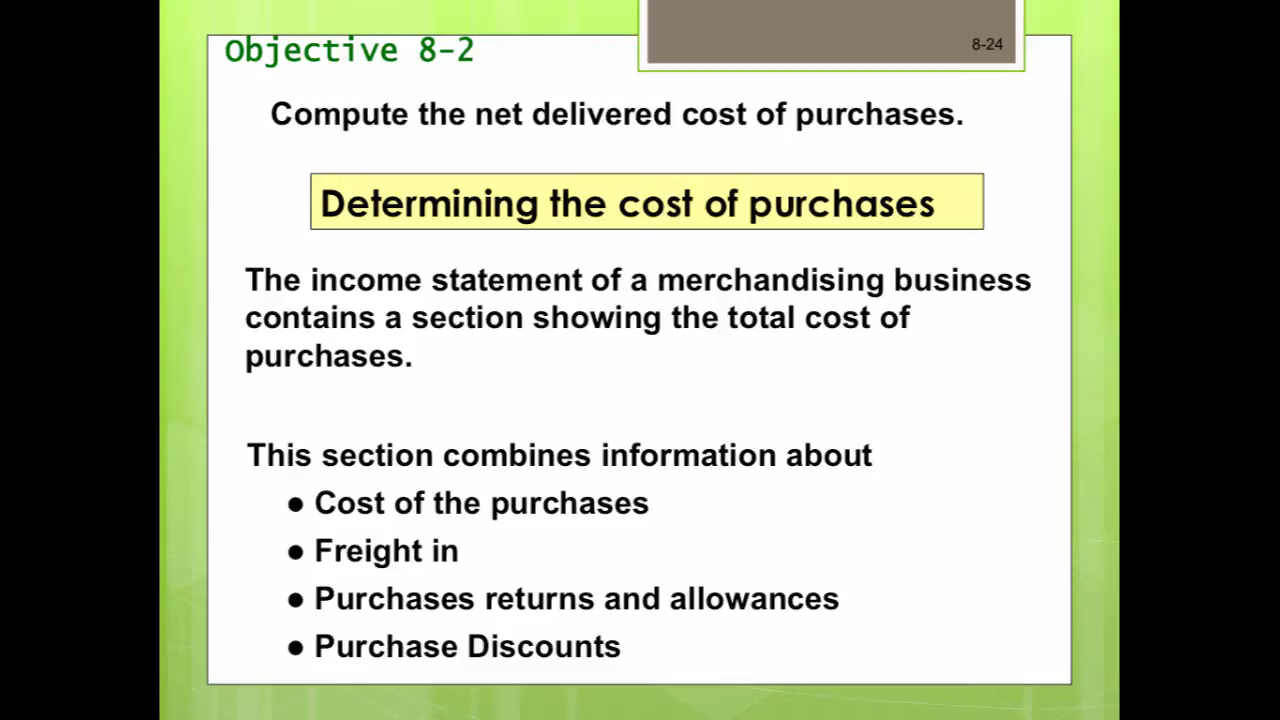 Objective 8-2
8-24
Compute the net delivered cost of purchases.
Determining the cost of purchases
The income statement of a merchandising business
contains a section showing the total cost of
purchases.
This section combines information about
● Cost of the purchases
● Freight in
● Purchases returns and allowances
● Purchase Discounts